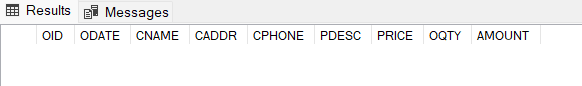 Results Messages
OID ODATE CNAME CADDR CPHONE PDESC PRICE OQTY AMOUNT